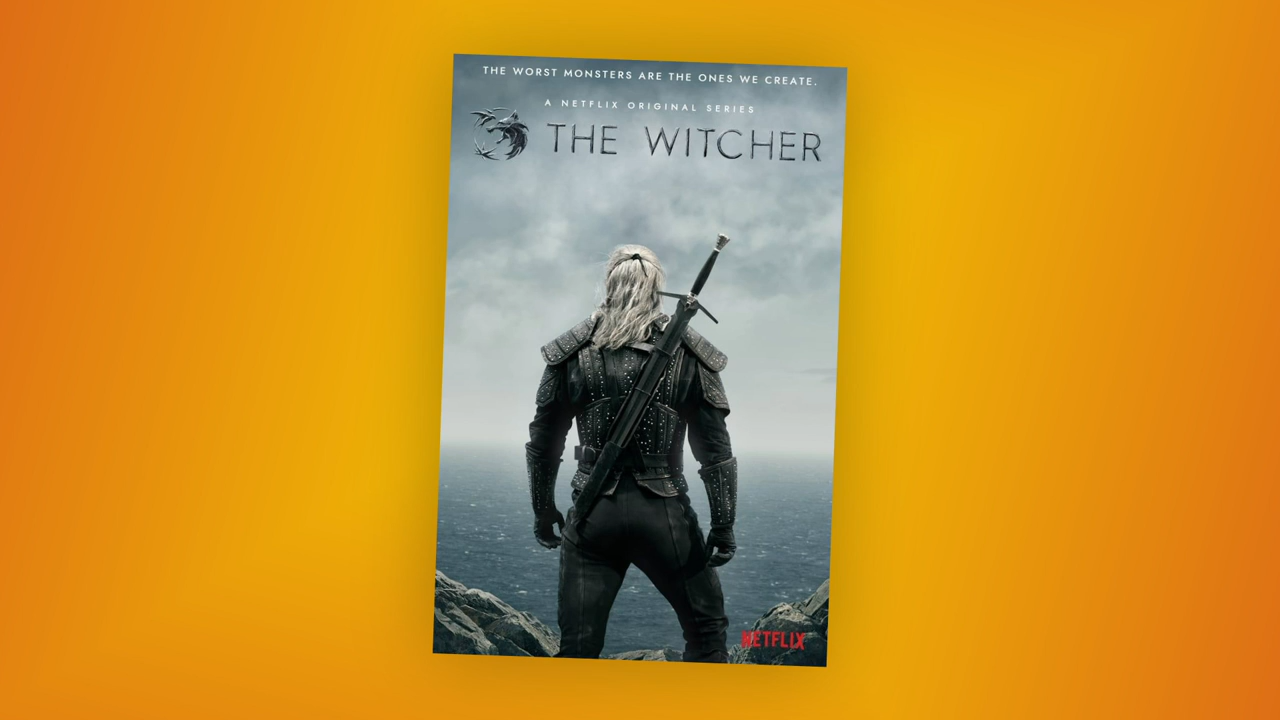 THE WORST MONSTERS ARE THE ONES WE CREATE.
A NETFLIX ORIGINAL SERIES
THE WITCHER
NETFLIX